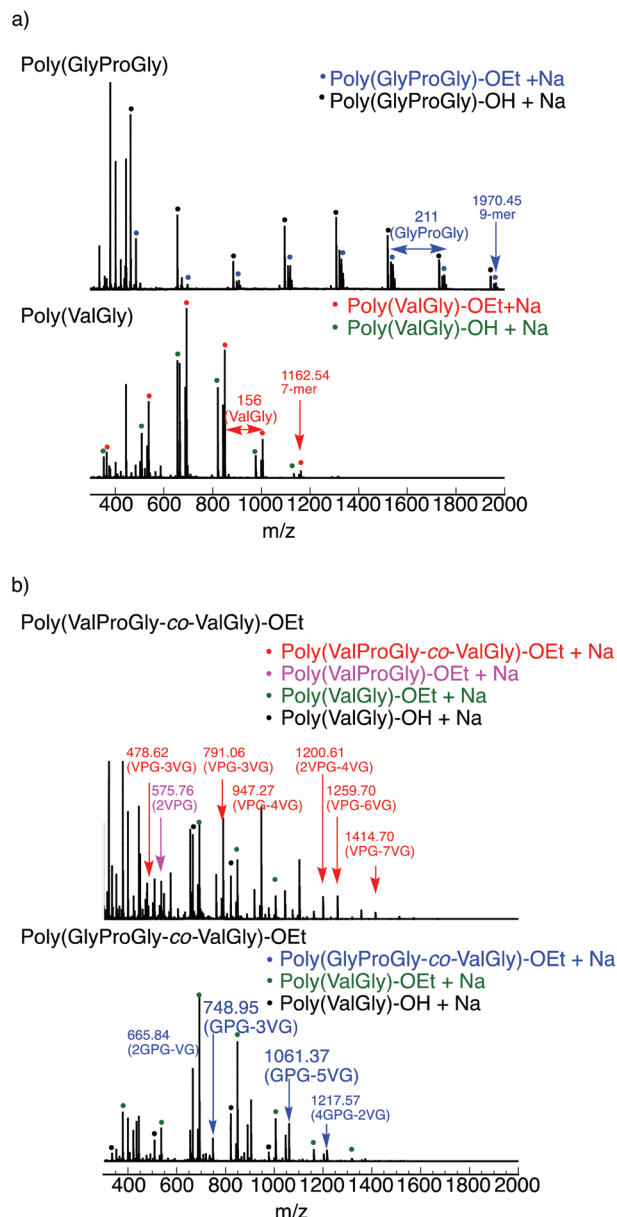 a)
Poly(GlyProGly)
• Poly(GlyProGly)-OEt +Na
• Poly(GlyProGly)-OH + Na
211
(GlyProGly)
1970.45
9-mer
Poly(ValGly)
• Poly(ValGly)-OEt+Na
• Poly(ValGly)-OH + Na
156
(ValGly)
1162.54
7-mer
400 600 800 1000 1200 1400 1600 1800 2000
m/z
b)
Poly(ValProGly-co-ValGly)-OEt
• Poly(ValProGly-co-ValGly)-OEt + Na
• Poly(ValProGly)-OEt + Na
• Poly(ValGly)-OEt + Na
• Poly(ValGly)-OH + Na
478.62
(VPG-3VG)
575.76
(2VPG)
791.06
(VPG-3VG)
947.27
(VPG-4VG)
1200.61
(2VPG-4VG)
1259.70
(VPG-6VG)
1414.70
(VPG-7VG)
Poly(GlyProGly-co-ValGly)-OEt
• Poly(GlyProGly-co-ValGly)-OEt + Na
• Poly(ValGly)-OEt + Na
• Poly(ValGly)-OH + Na
665.84
(2GPG-VG)
748.95
(GPG-3VG)
1061.37
(GPG-5VG)
1217.57
(4GPG-2VG)
400 600 800 1000 1200 1400 1600 1800 2000
m/z